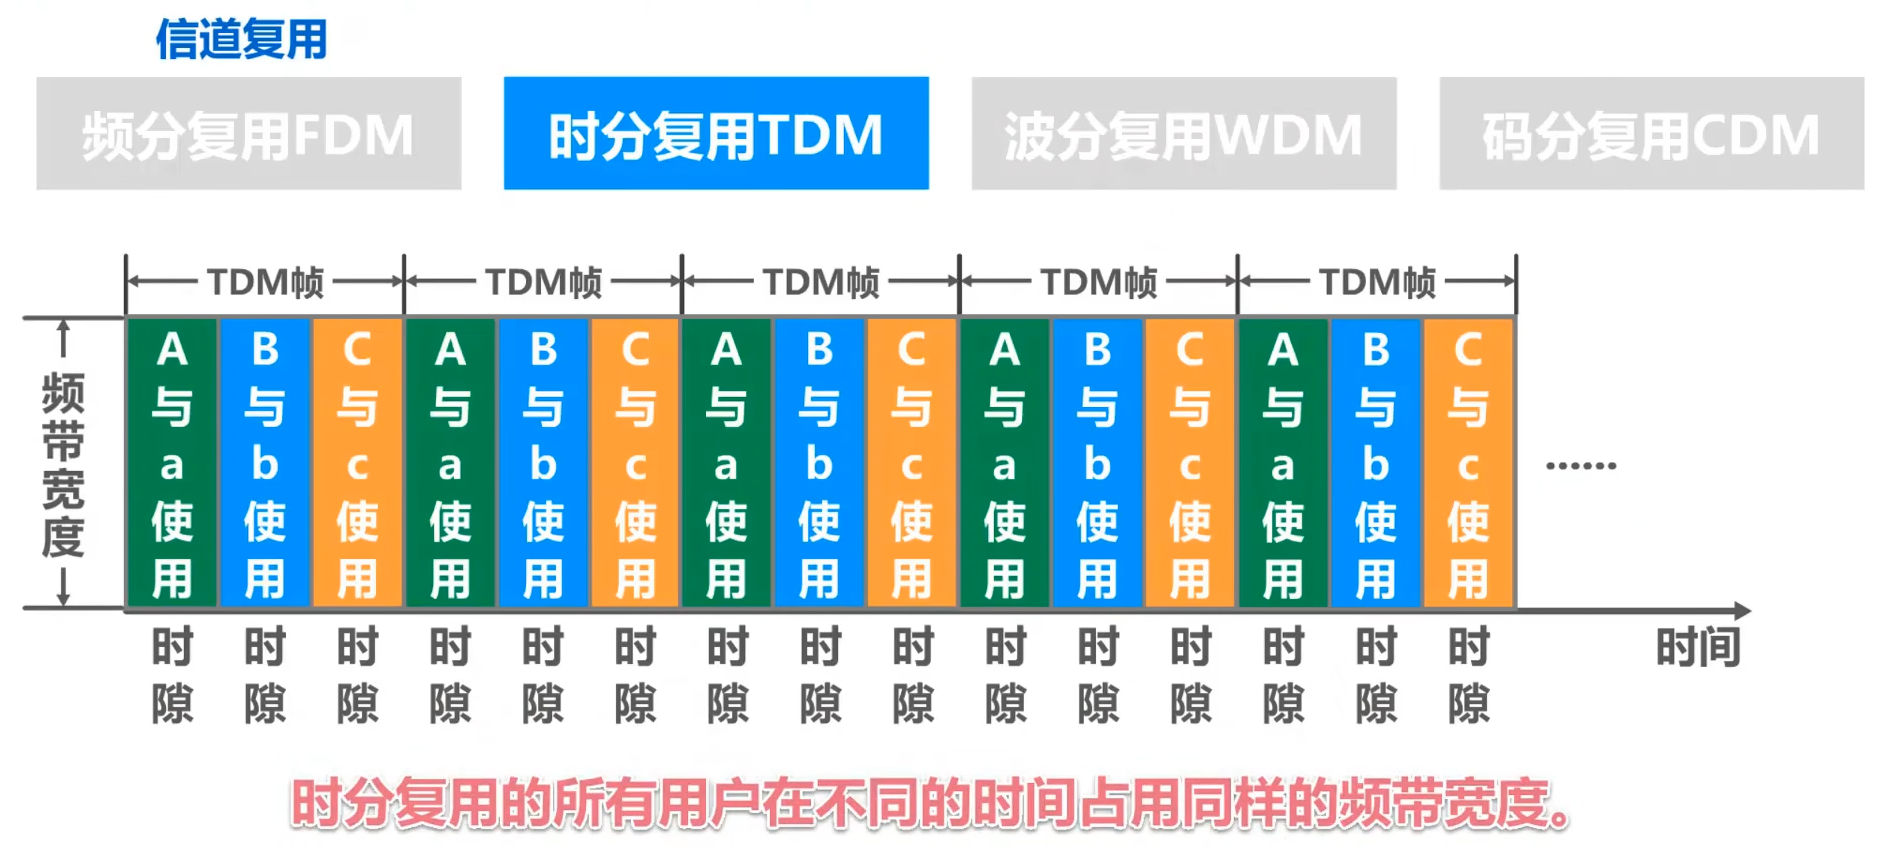 信道复用
频分复用FDM 时分复用TDM 波分复用WDM 码分复用CDM
TDM帧 TDM帧 TDM帧 TDM帧 TDM帧
频带宽度
A与a使用
B与b使用
C与c使用
A与a使用
B与b使用
C与c使用
A与a使用
B与b使用
C与c使用
A与a使用
B与b使用
C与c使用
A与a使用
B与b使用
C与c使用
······
时隙 时隙 时隙 时隙 时隙 时隙 时隙 时隙 时隙 时隙 时隙 时隙 时隙 时隙 时隙 时间
时分复用的所有用户在不同的时间占用同样的频带宽度。